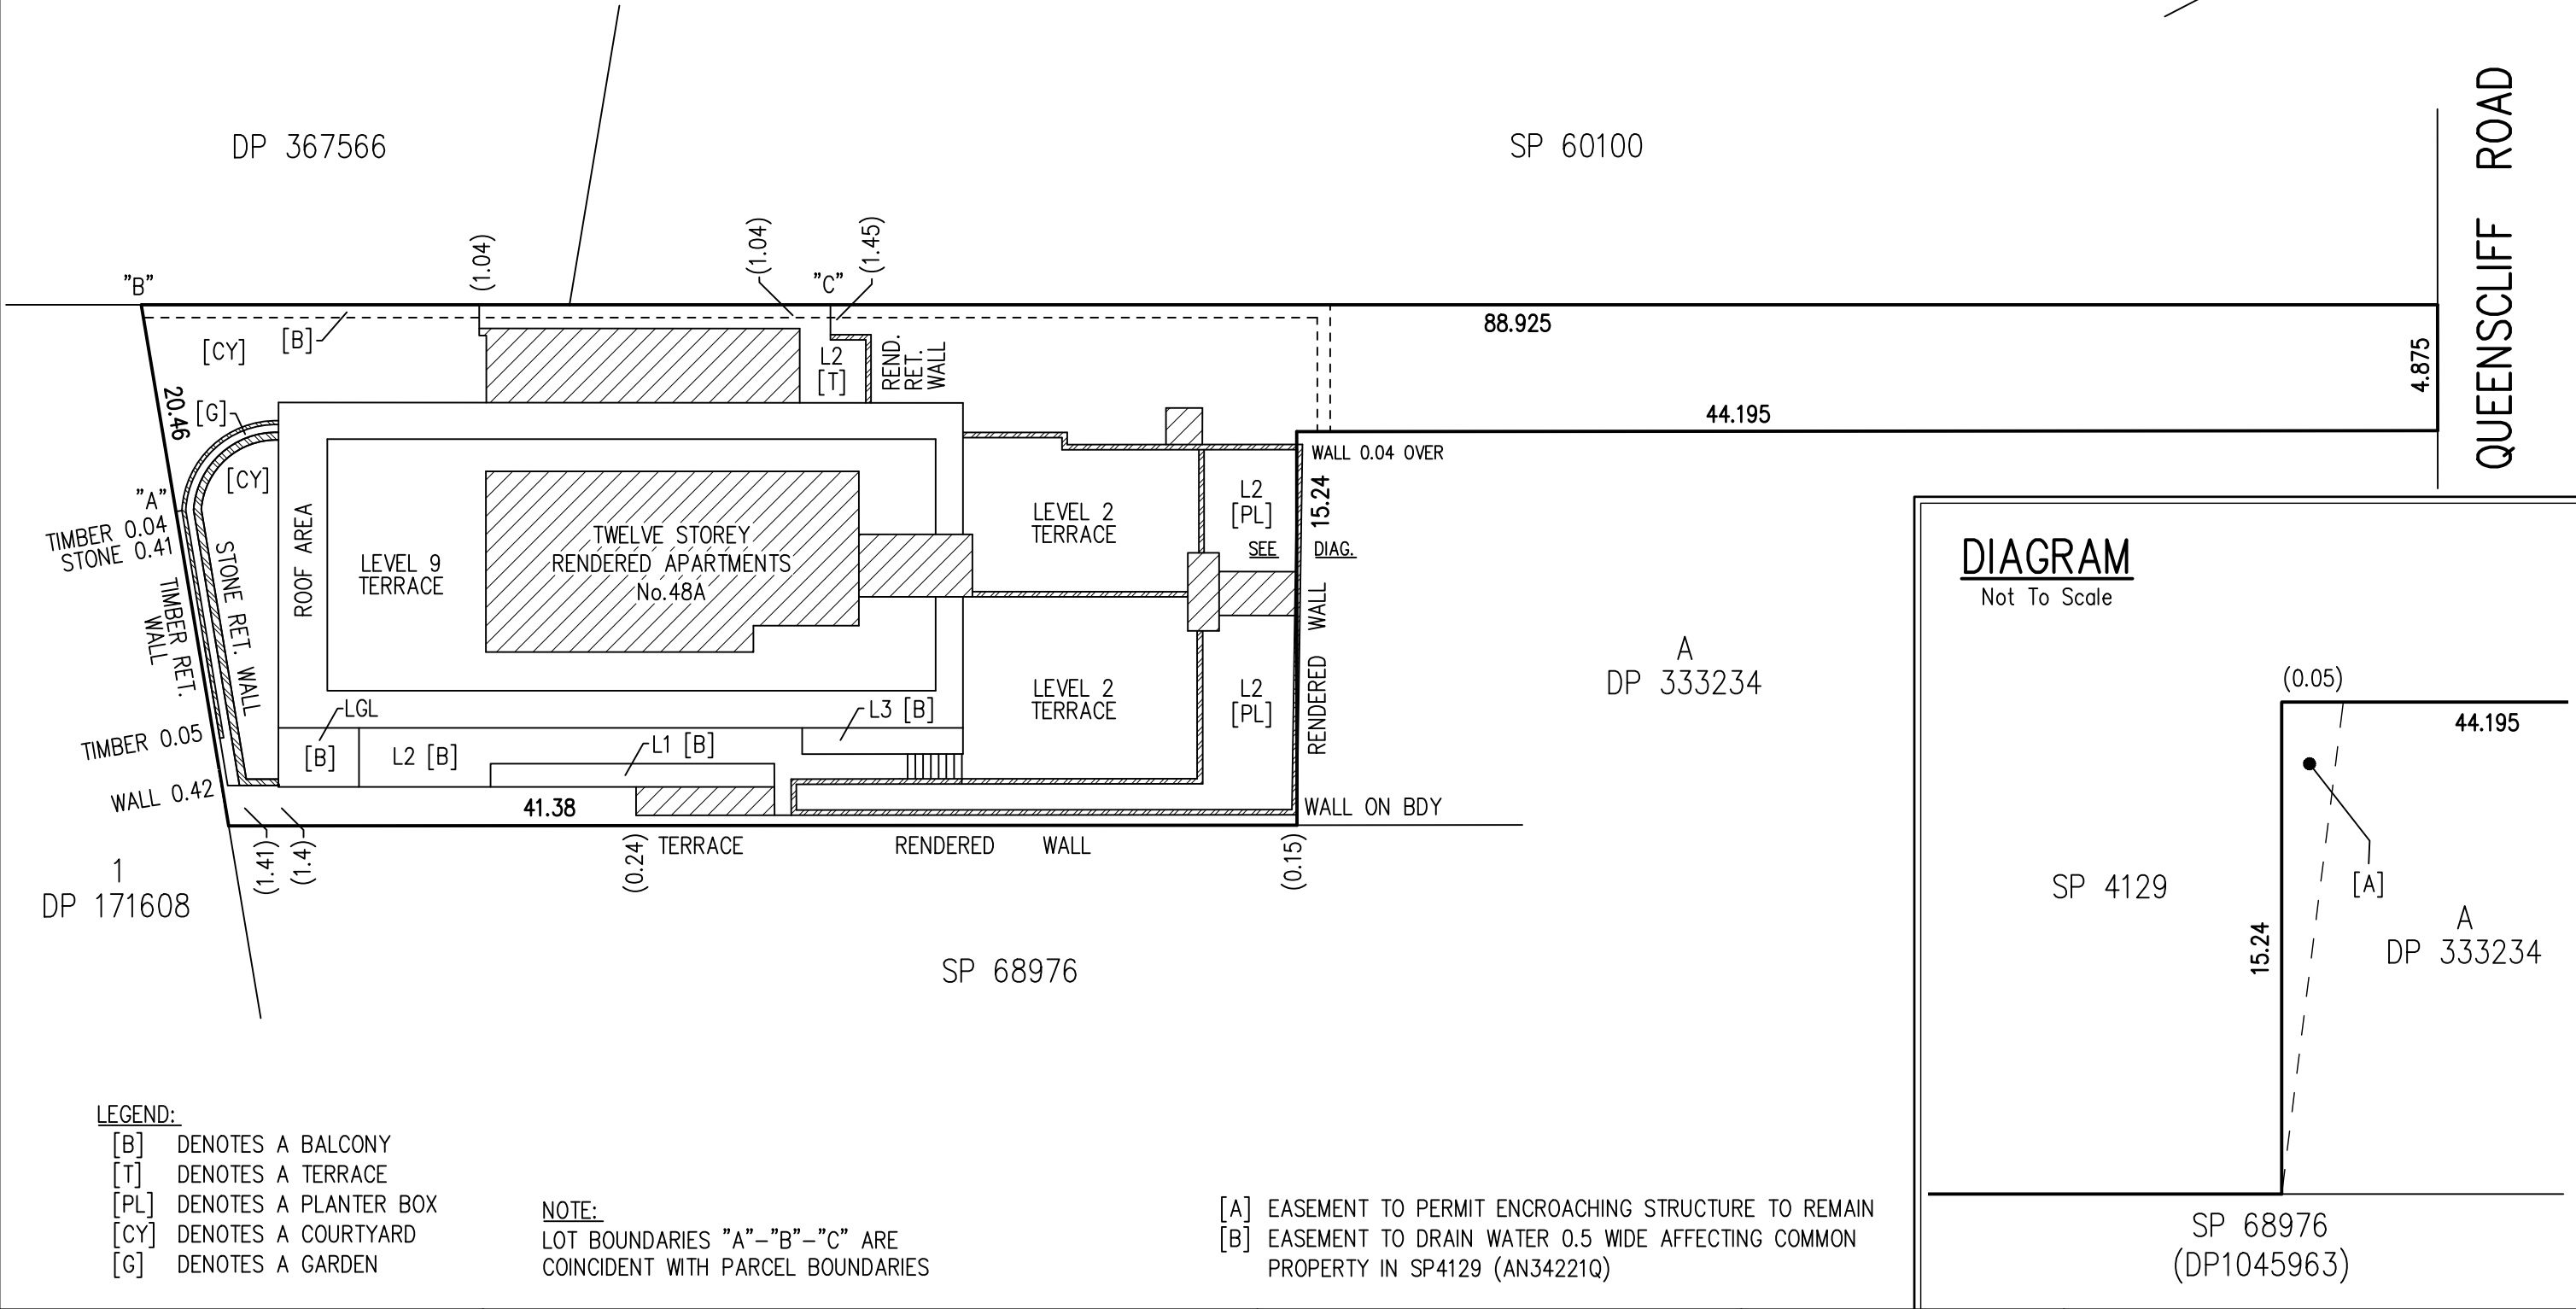 DP 367566
SP 60100
QUEENSCLIFF ROAD
"B"
(1.04)
(1.04)
"C"
(1.45)
[CY]
[B]
L2
[T]
REND.
RET.
WALL
88.925
4.875
44.195
20.46
[G]
[CY]
"A"
TIMBER 0.04
STONE 0.41
TIMBER RET.
WALL
STONE RET. WALL
ROOF AREA
LEVEL 9
TERRACE
TWELVE STOREY
RENDERED APARTMENTS
No.48A
LEVEL 2
TERRACE
L2
[PL]
WALL 0.04 OVER
15.24
SEE DIAG.
RENDERED WALL
LEVEL 2
TERRACE
L2
[PL]
A
DP 333234
TIMBER 0.05
WALL 0.42
LGL
[B]
L2 [B]
L1 [B]
L3 [B]
41.38
WALL ON BDY
(1.41)
(1.4)
(0.24)
TERRACE RENDERED WALL
(0.15)
1
DP 171608
SP 68976
LEGEND:
[B] DENOTES A BALCONY
[T] DENOTES A TERRACE
[PL] DENOTES A PLANTER BOX
[CY] DENOTES A COURTYARD
[G] DENOTES A GARDEN
NOTE:
LOT BOUNDARIES "A"–"B"–"C" ARE
COINCIDENT WITH PARCEL BOUNDARIES
[A] EASEMENT TO PERMIT ENCROACHING STRUCTURE TO REMAIN
[B] EASEMENT TO DRAIN WATER 0.5 WIDE AFFECTING COMMON
PROPERTY IN SP4129 (AN34221Q)
DIAGRAM
Not To Scale
(0.05)
44.195
SP 4129
[A]
15.24
A
DP 333234
SP 68976
(DP1045963)